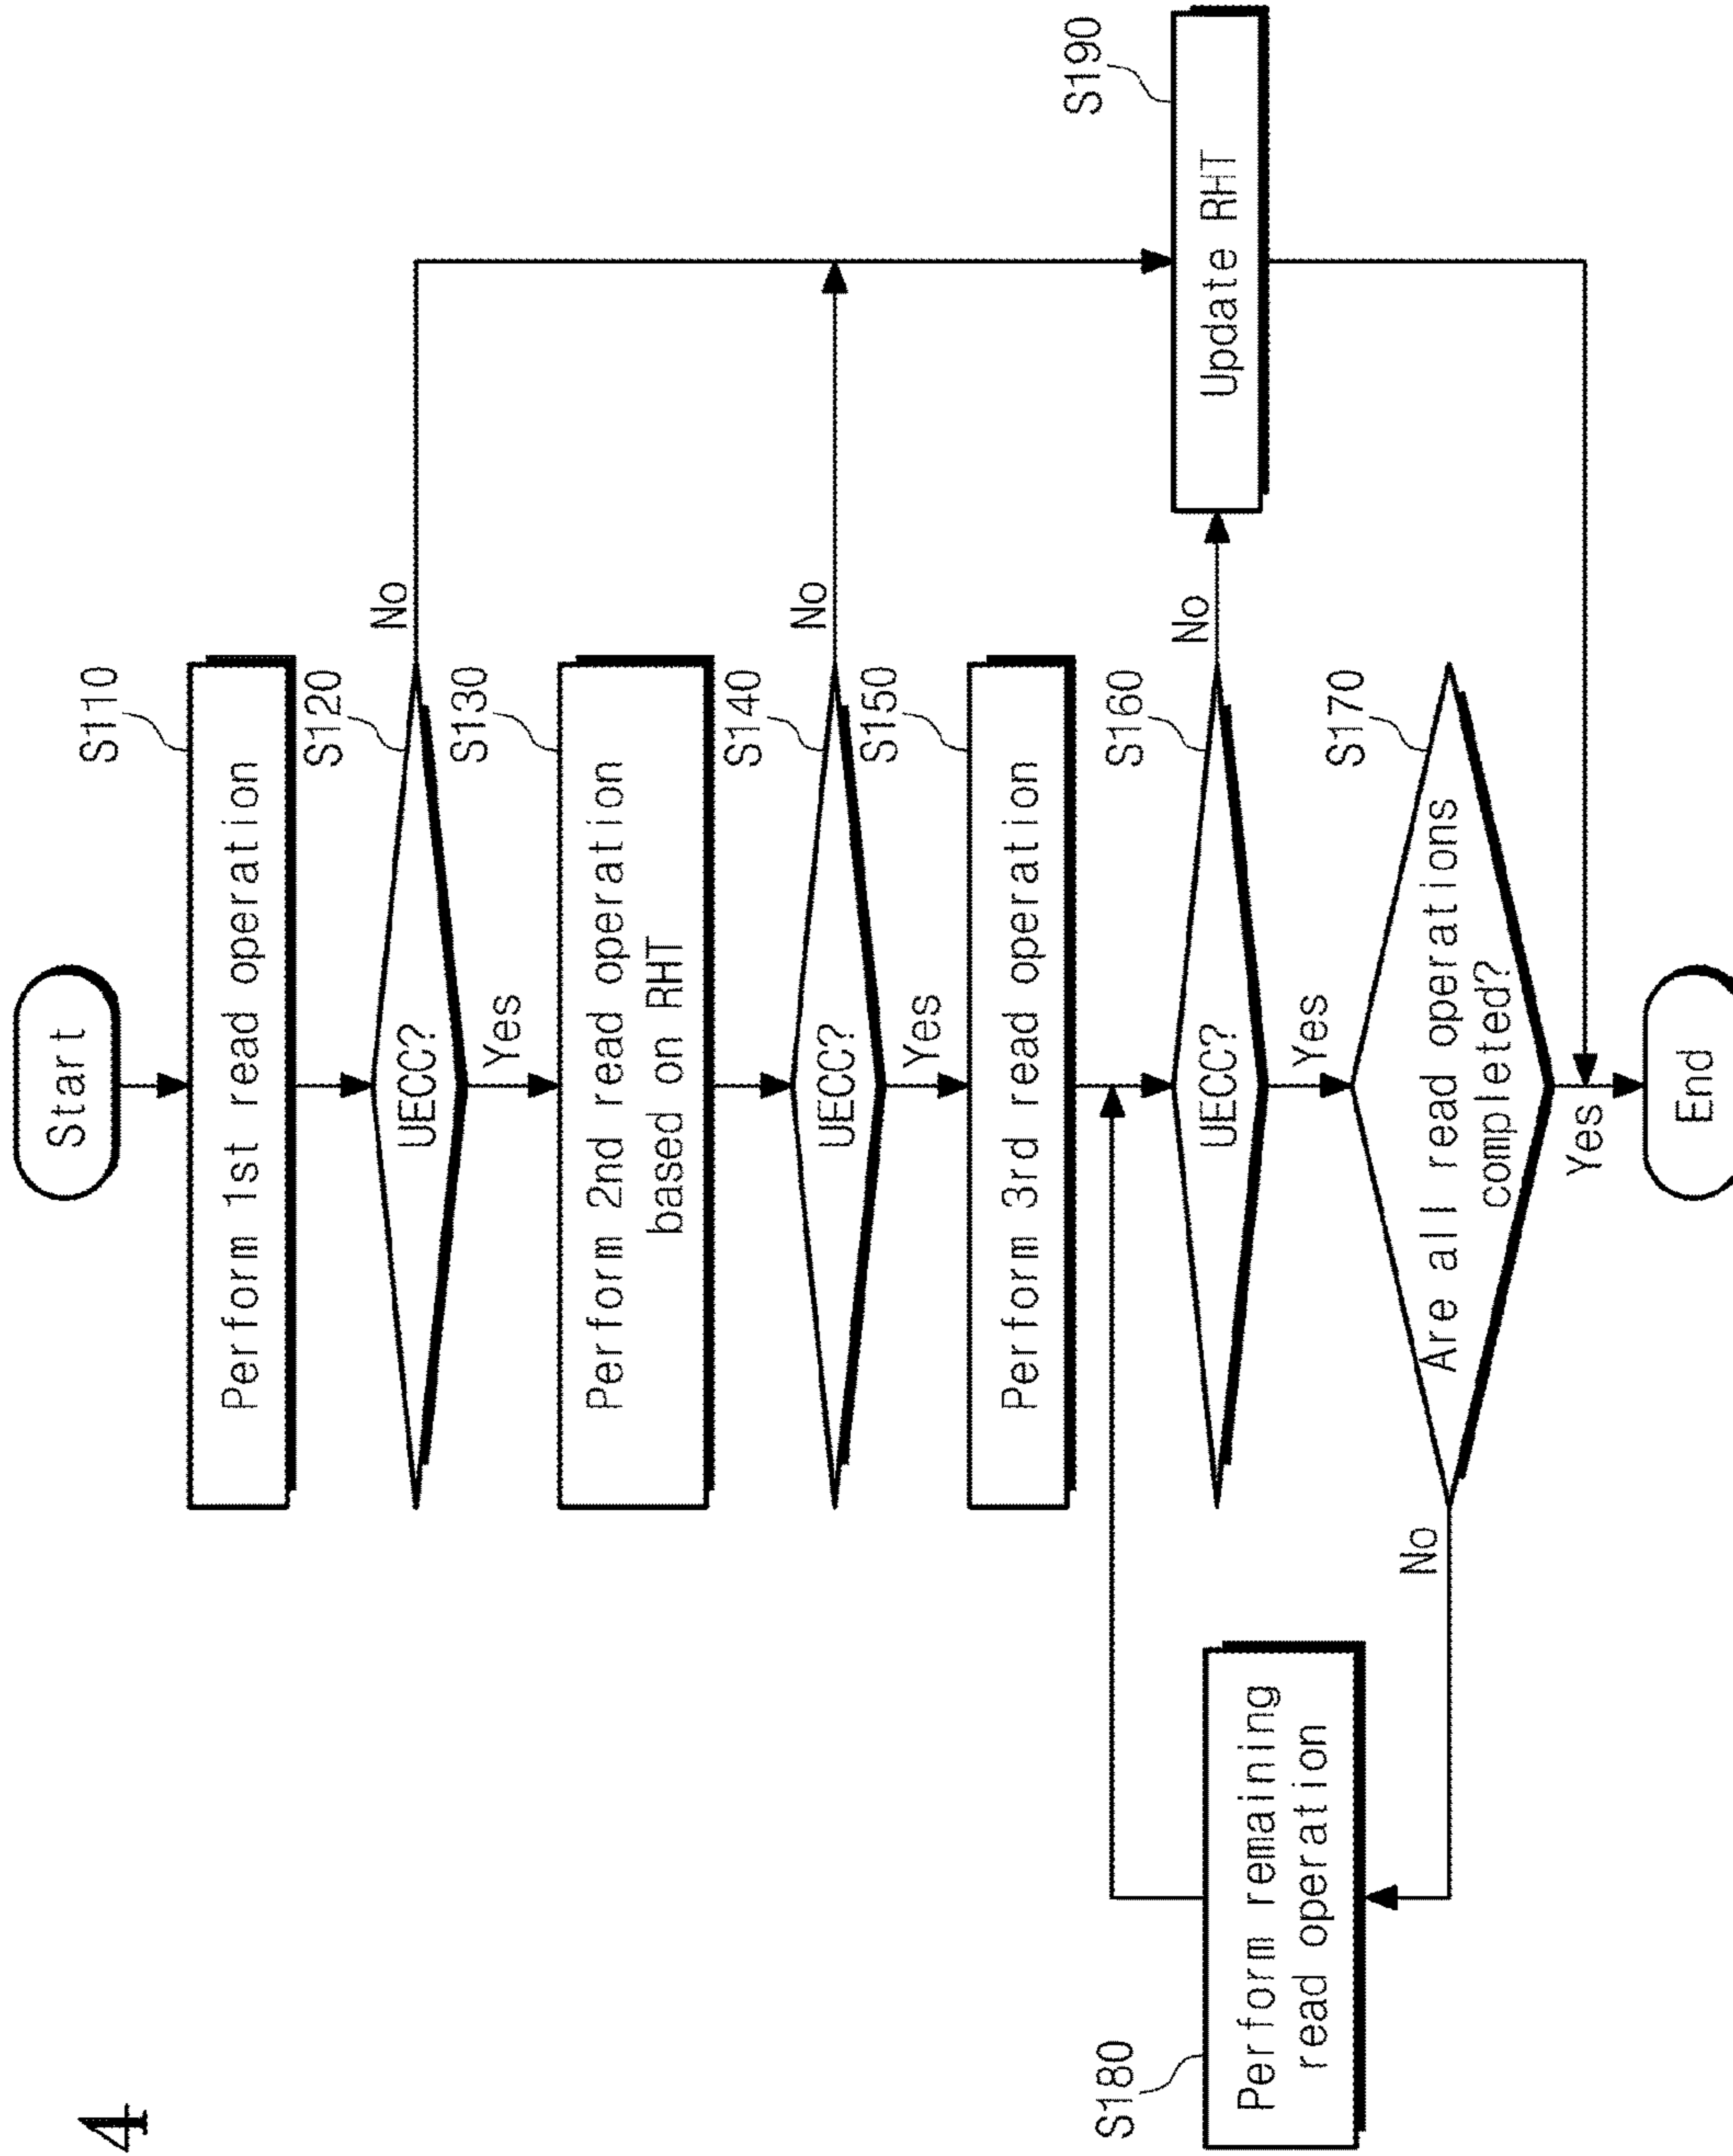 4
Start
S110
Perform 1st read operation
S120
UECC?
No
Yes
S130
Perform 2nd read operation
based on RHT
S140
UECC?
No
Yes
S150
Perform 3rd read operation
S160
UECC?
No
S190
Update RHT
Yes
S170
Are all read operations
completed?
No
S180
Perform remaining
read operation
Yes
End